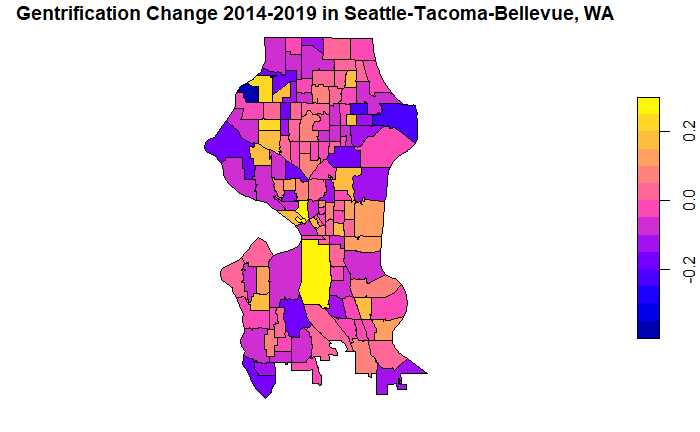 Gentrification Change 2014-2019 in Seattle-Tacoma-Bellevue, WA
0.2
0.0
-0.2